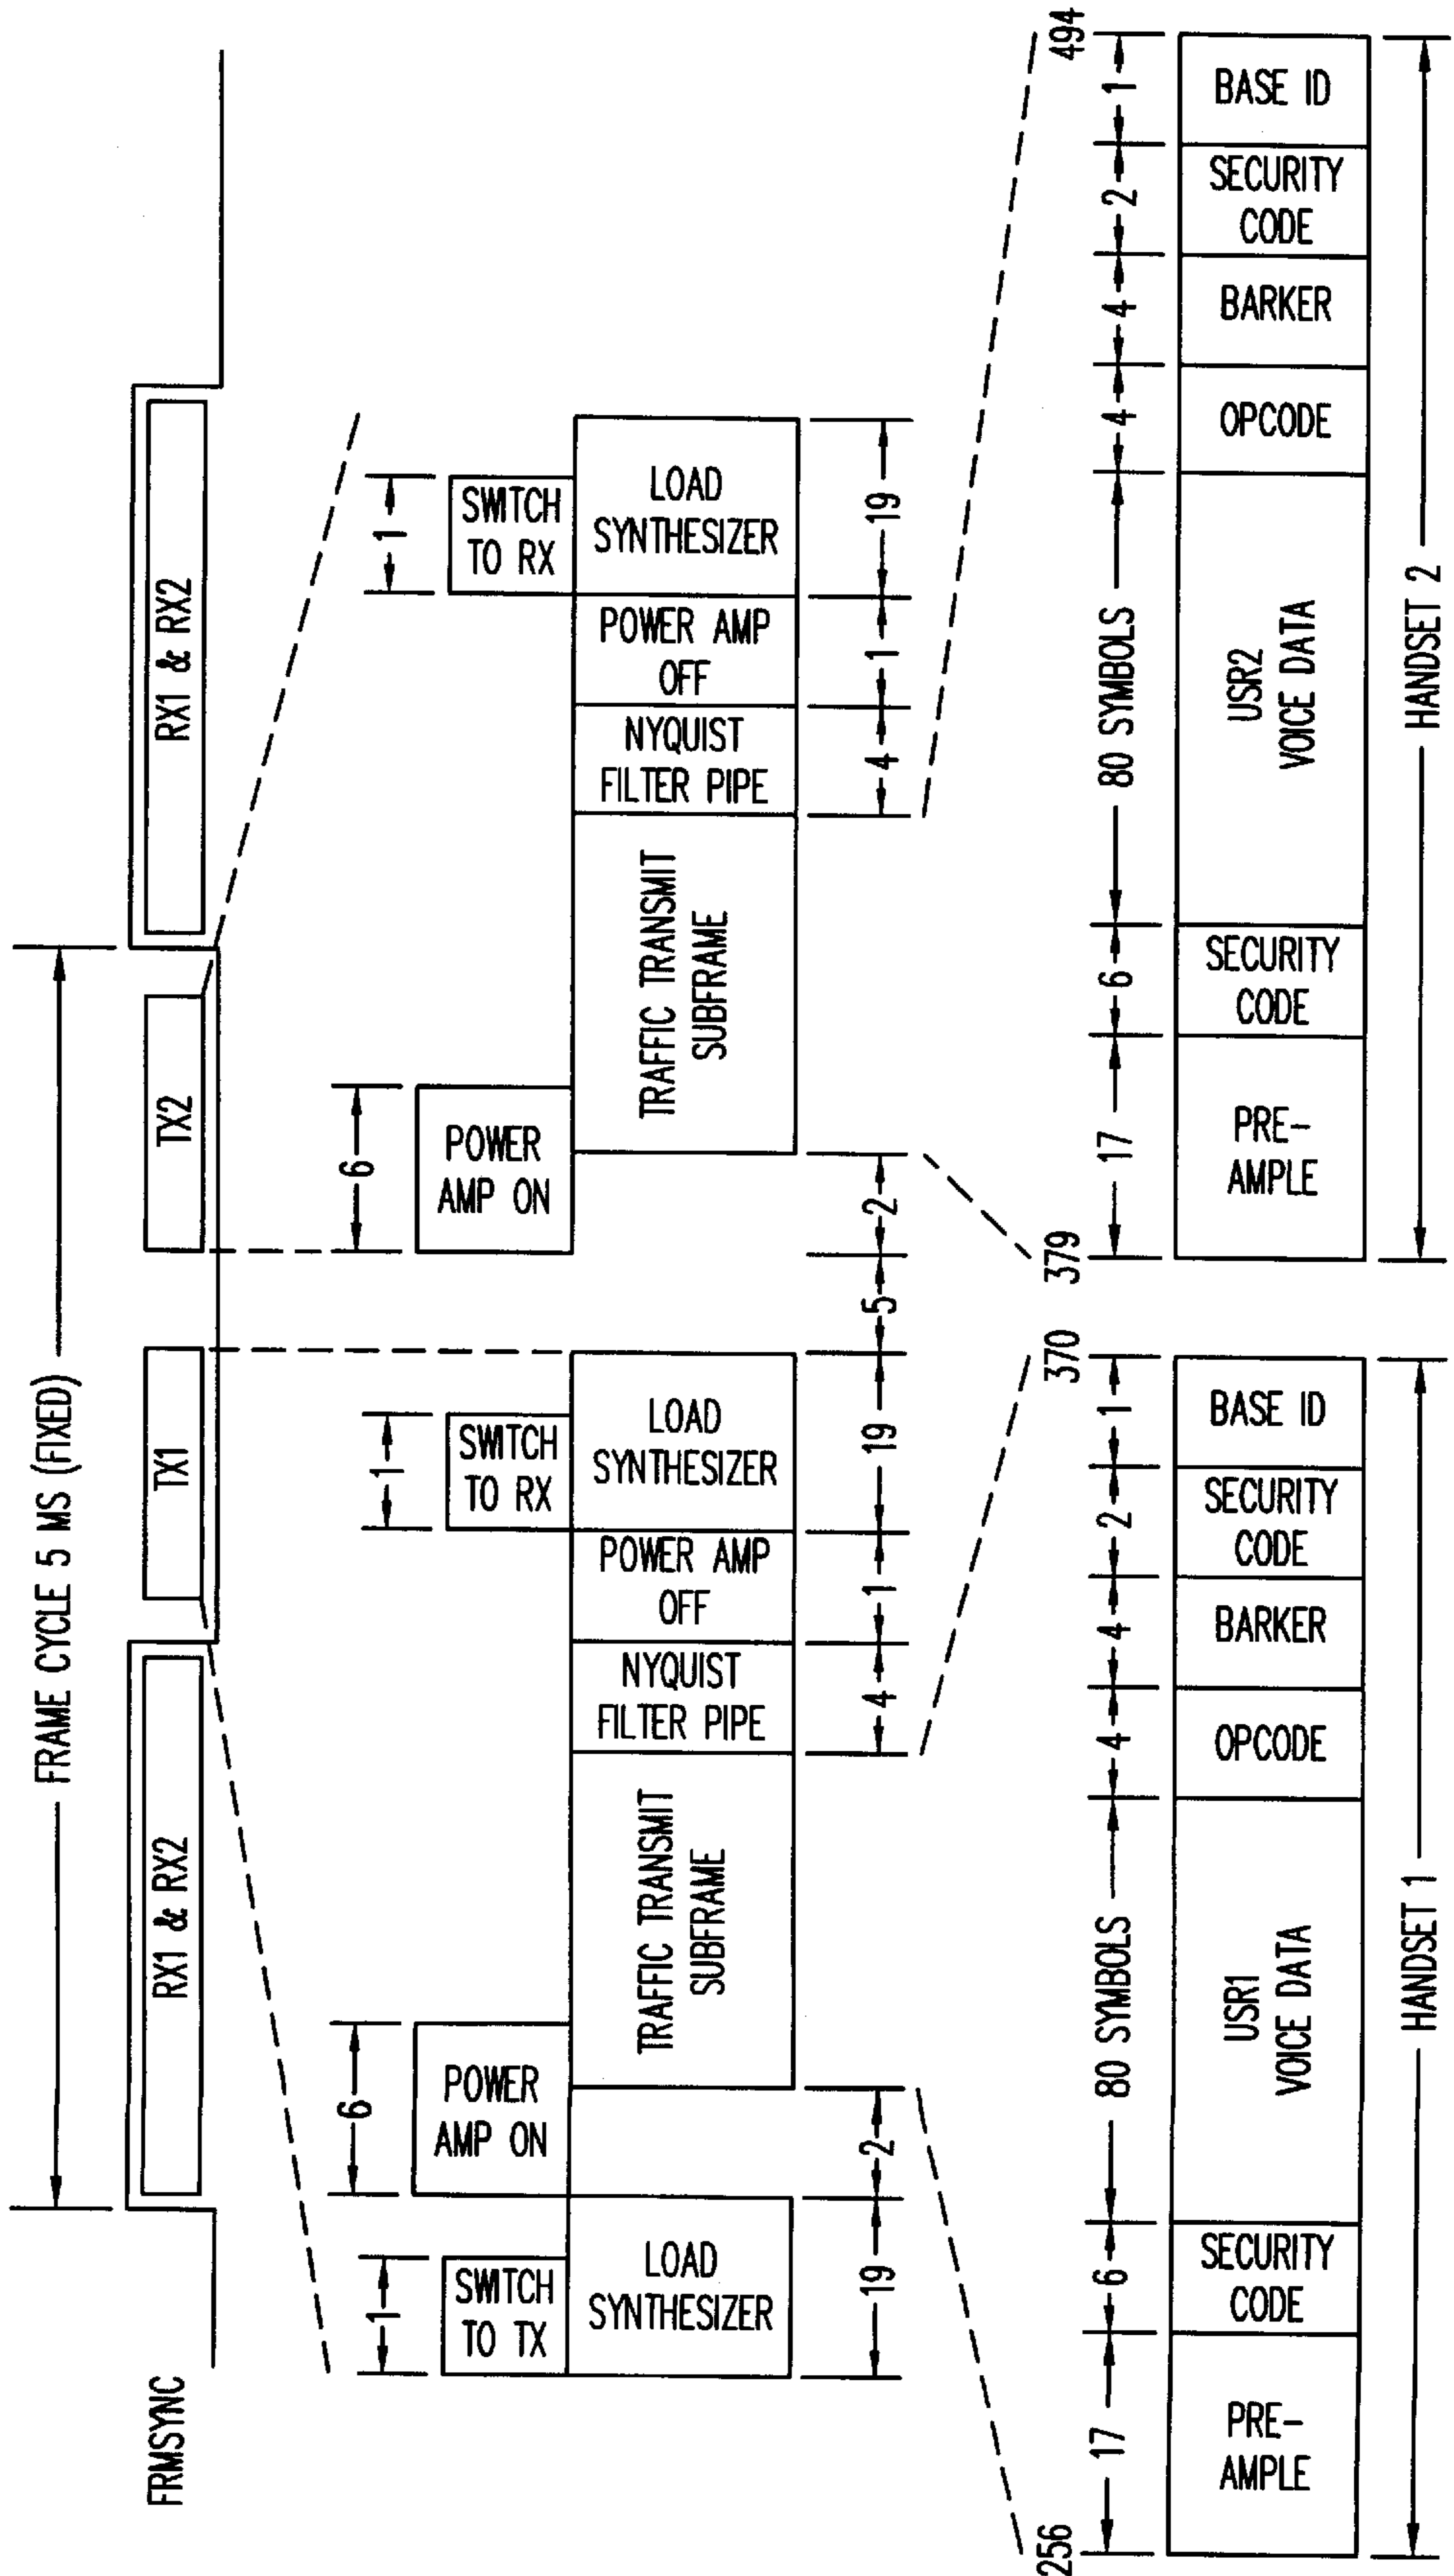 FRAME CYCLE 5 MS (FIXED)
FRMSYNC
RX1 & RX2
TX1
TX2
RX1 & RX2
1
6
1
6
1
SWITCH
TO TX
POWER
AMP ON
SWITCH
TO RX
POWER
AMP ON
SWITCH
TO RX
LOAD
SYNTHESIZER
TRAFFIC TRANSMIT
SUBFRAME
NYQUIST
FILTER PIPE
POWER AMP
OFF
LOAD
SYNTHESIZER
TRAFFIC TRANSMIT
SUBFRAME
NYQUIST
FILTER PIPE
POWER AMP
OFF
LOAD
SYNTHESIZER
19
2
4
1
19
5
2
4
1
19
256
370
379
494
17
6
80 SYMBOLS
4
4
2
1
17
6
80 SYMBOLS
4
4
2
1
PRE-
AMPLE
SECURITY
CODE
USR1
VOICE DATA
OPCODE
BARKER
SECURITY
CODE
BASE ID
PRE-
AMPLE
SECURITY
CODE
USR2
VOICE DATA
OPCODE
BARKER
SECURITY
CODE
BASE ID
HANDSET 1
HANDSET 2